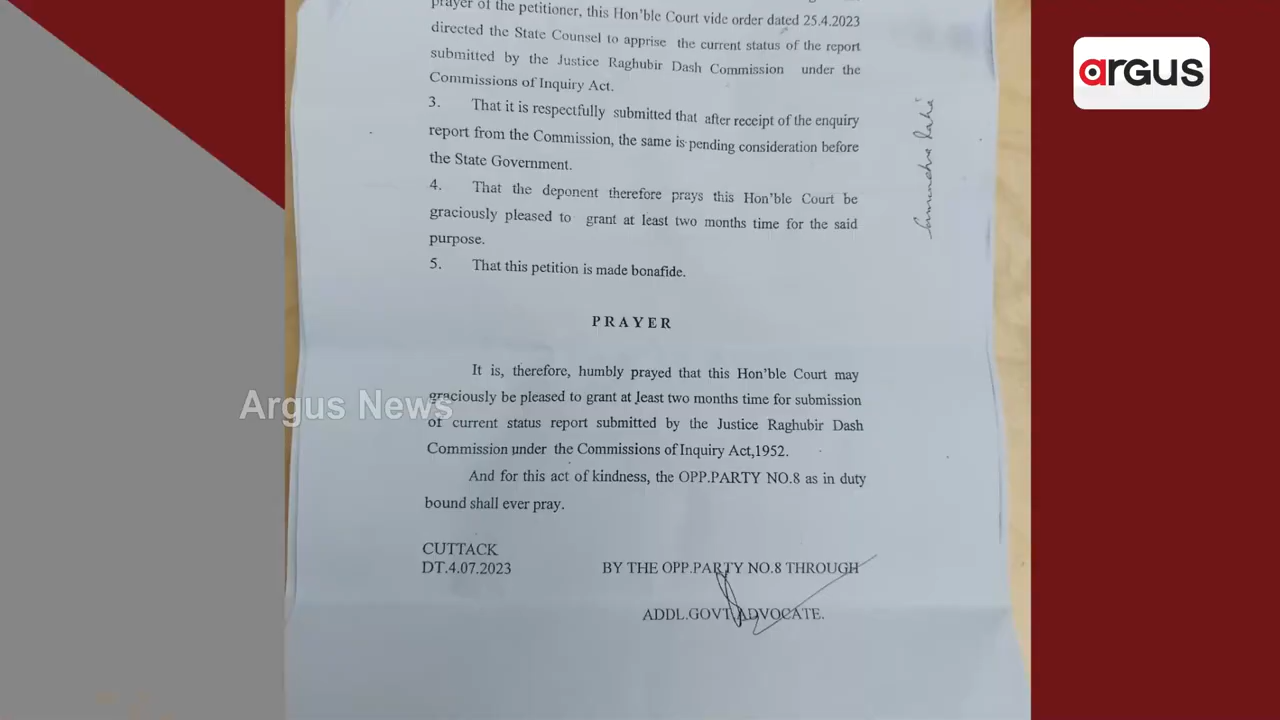 prayer of the petitioner, this Hon'ble Court vide order dated 25.4.2023
directed the State Counsel to apprise the current status of the report
submitted by the Justice Raghubir Dash Commission under the
Commissions of Inquiry Act.
3. That it is respectfully submitted that after receipt of the enquiry
report from the Commission, the same is pending consideration before
the State Government.
4. That the deponent therefore prays this Hon'ble Court be
graciously pleased to grant at least two months time for the said
purpose.
5. That this petition is made bonafide.
PRAYER
It is, therefore, humbly prayed that this Hon'ble Court may
graciously be pleased to grant at least two months time for submission
of current status report submitted by the Justice Raghubir Dash
Commission under the Commissions of Inquiry Act,1952.
And for this act of kindness, the OPP.PARTY NO.8 as in duty
bound shall ever pray.
CUTTACK
DT.4.07.2023
BY THE OPP.PARTY NO.8 THROUGH
ADDL.GOVT ADVOCATE.
argus
Argus News